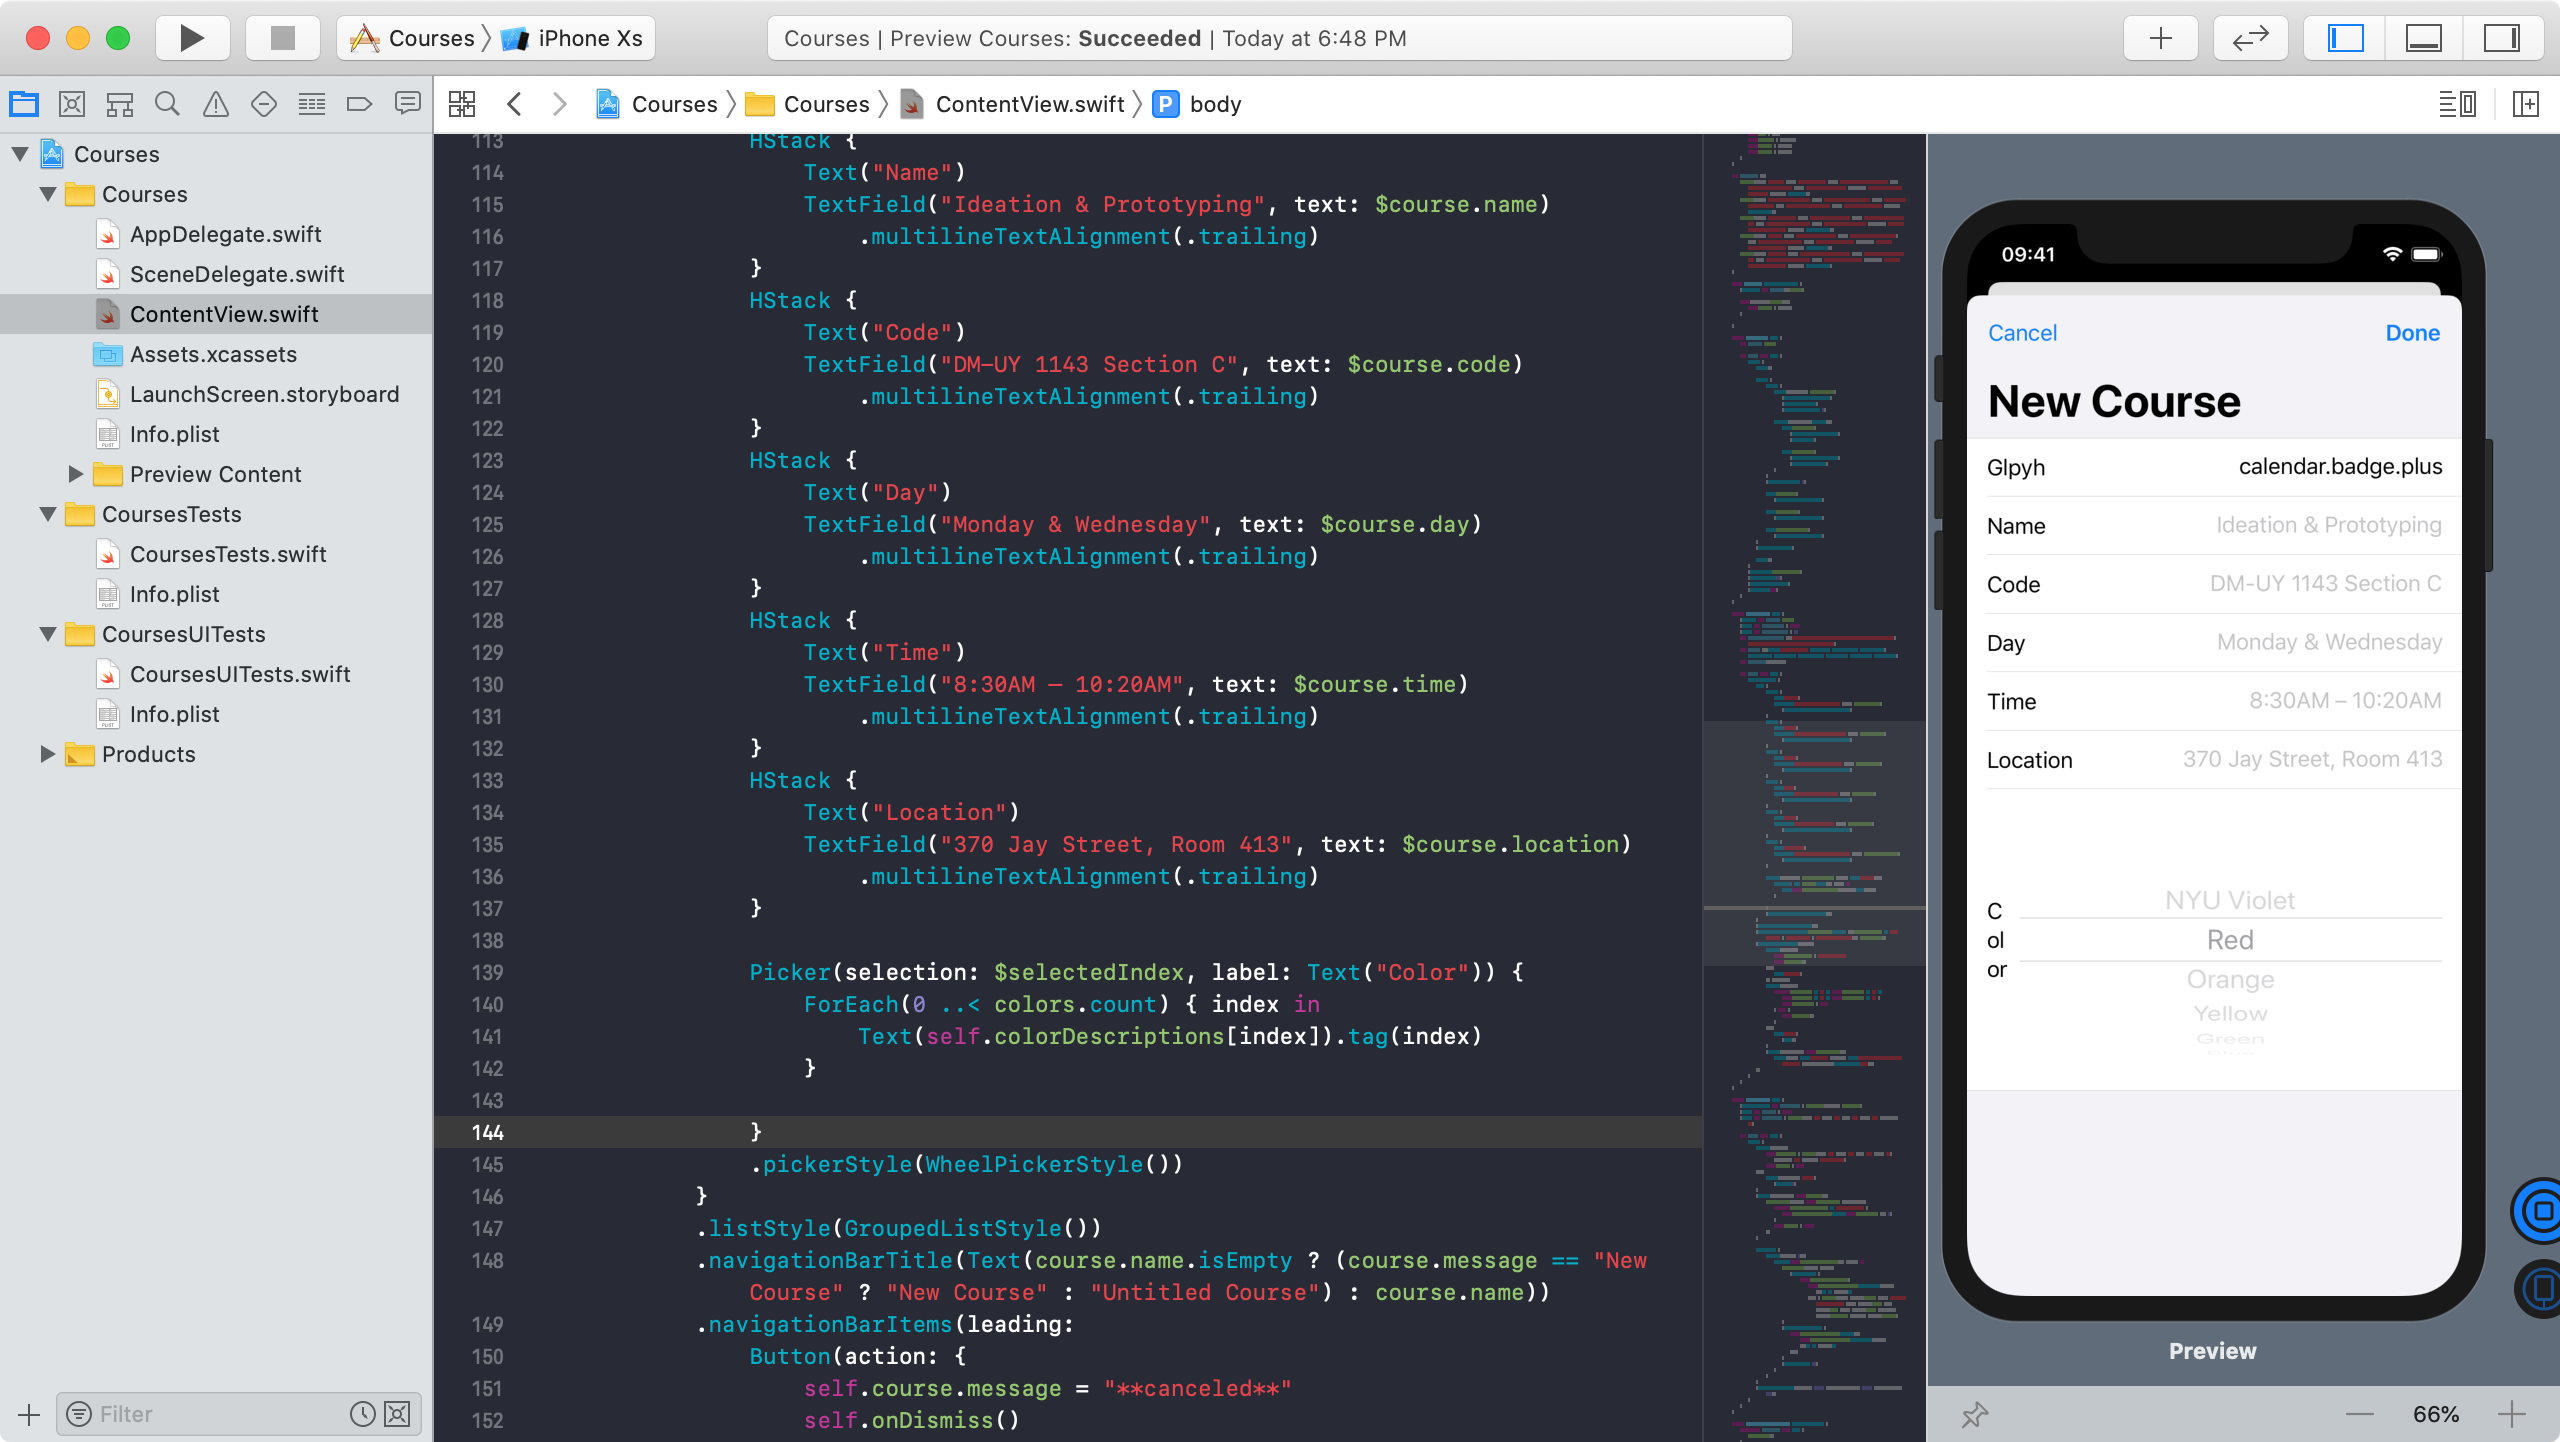 Courses iPhone Xs
Courses | Preview Courses: Succeeded | Today at 6:48 PM
Courses Courses ContentView.swift P body
Courses
Courses
AppDelegate.swift
SceneDelegate.swift
ContentView.swift
Assets.xcassets
LaunchScreen.storyboard
Info.plist
Preview Content
CoursesTests
CoursesTests.swift
Info.plist
CoursesUITests
CoursesUITests.swift
Info.plist
Products
Filter
113 HStack {
114 Text("Name")
115 TextField("Ideation & Prototyping", text: $course.name)
116 .multilineTextAlignment(.trailing)
117 }
118 HStack {
119 Text("Code")
120 TextField("DM-UY 1143 Section C", text: $course.code)
121 .multilineTextAlignment(.trailing)
122 }
123 HStack {
124 Text("Day")
125 TextField("Monday & Wednesday", text: $course.day)
126 .multilineTextAlignment(.trailing)
127 }
128 HStack {
129 Text("Time")
130 TextField("8:30AM – 10:20AM", text: $course.time)
131 .multilineTextAlignment(.trailing)
132 }
133 HStack {
134 Text("Location")
135 TextField("370 Jay Street, Room 413", text: $course.location)
136 .multilineTextAlignment(.trailing)
137 }
138
139 Picker(selection: $selectedIndex, label: Text("Color")) {
140 ForEach(0 ..< colors.count) { index in
141 Text(self.colorDescriptions[index]).tag(index)
142 }
143
144 }
145 .pickerStyle(WheelPickerStyle())
146 }
147 .listStyle(GroupedListStyle())
148 .navigationBarTitle(Text(course.name.isEmpty ? (course.message == "New
Course" ? "New Course" : "Untitled Course") : course.name))
149 .navigationBarItems(leading:
150 Button(action: {
151 self.course.message = "**canceled**"
152 self.onDismiss()
09:41
Cancel Done
New Course
Glpyh calendar.badge.plus
Name Ideation & Prototyping
Code DM-UY 1143 Section C
Day Monday & Wednesday
Time 8:30AM – 10:20AM
Location 370 Jay Street, Room 413
NYU Violet
C
ol
or
Red
Orange
Yellow
Green
Preview
66%